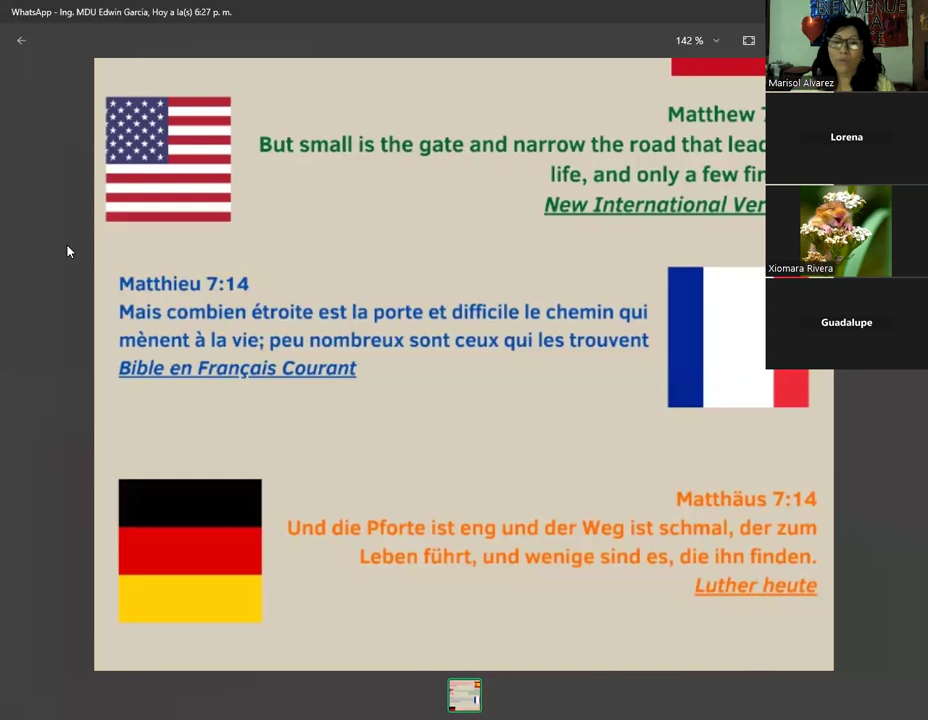 WhatsApp - Ing. MDU Edwin García, Hoy a la(s) 6:27 p. m.
142 %
BIENVENUE
Marisol Alvarez
Lorena
Xiomara Rivera
Guadalupe
Matthew
But small is the gate and narrow the road that lead
life, and only a few fin
New International Ver
Matthieu 7:14
Mais combien étroite est la porte et difficile le chemin qui
mènent à la vie; peu nombreux sont ceux qui les trouvent
Bible en Français Courant
Matthäus 7:14
Und die Pforte ist eng und der Weg ist schmal, der zum
Leben führt, und wenige sind es, die ihn finden.
Luther heute